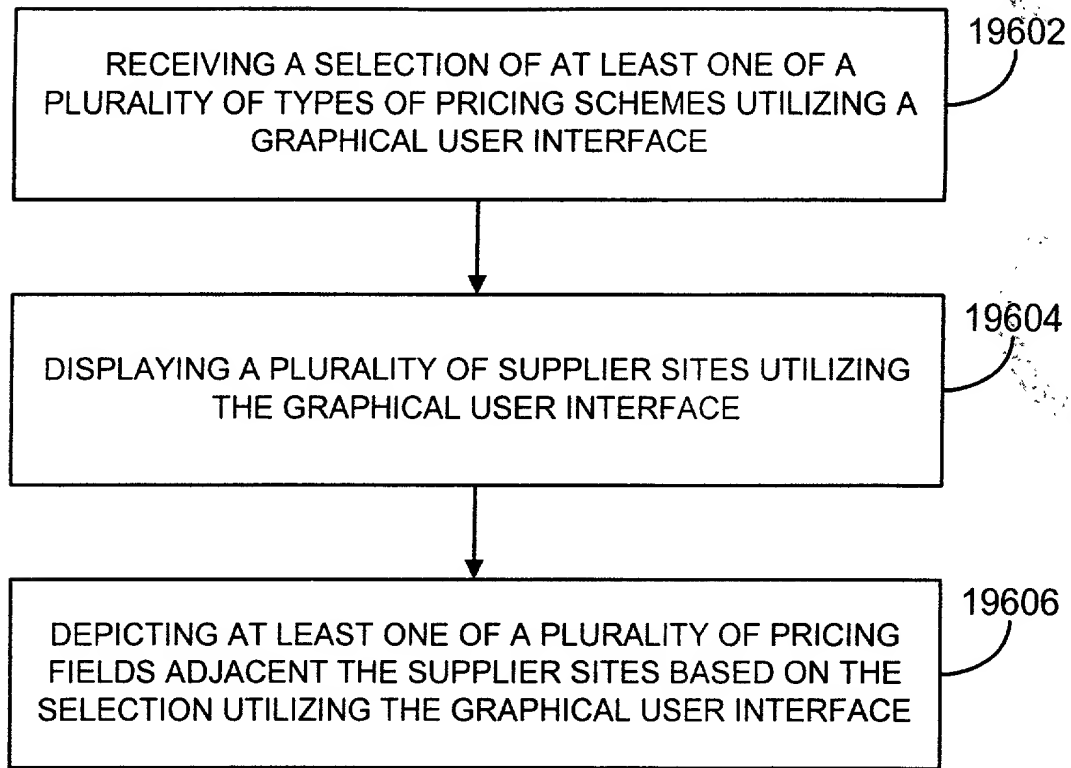 19602
RECEIVING A SELECTION OF AT LEAST ONE OF A
PLURALITY OF TYPES OF PRICING SCHEMES UTILIZING A
GRAPHICAL USER INTERFACE
19604
DISPLAYING A PLURALITY OF SUPPLIER SITES UTILIZING
THE GRAPHICAL USER INTERFACE
19606
DEPICTING AT LEAST ONE OF A PLURALITY OF PRICING
FIELDS ADJACENT THE SUPPLIER SITES BASED ON THE
SELECTION UTILIZING THE GRAPHICAL USER INTERFACE